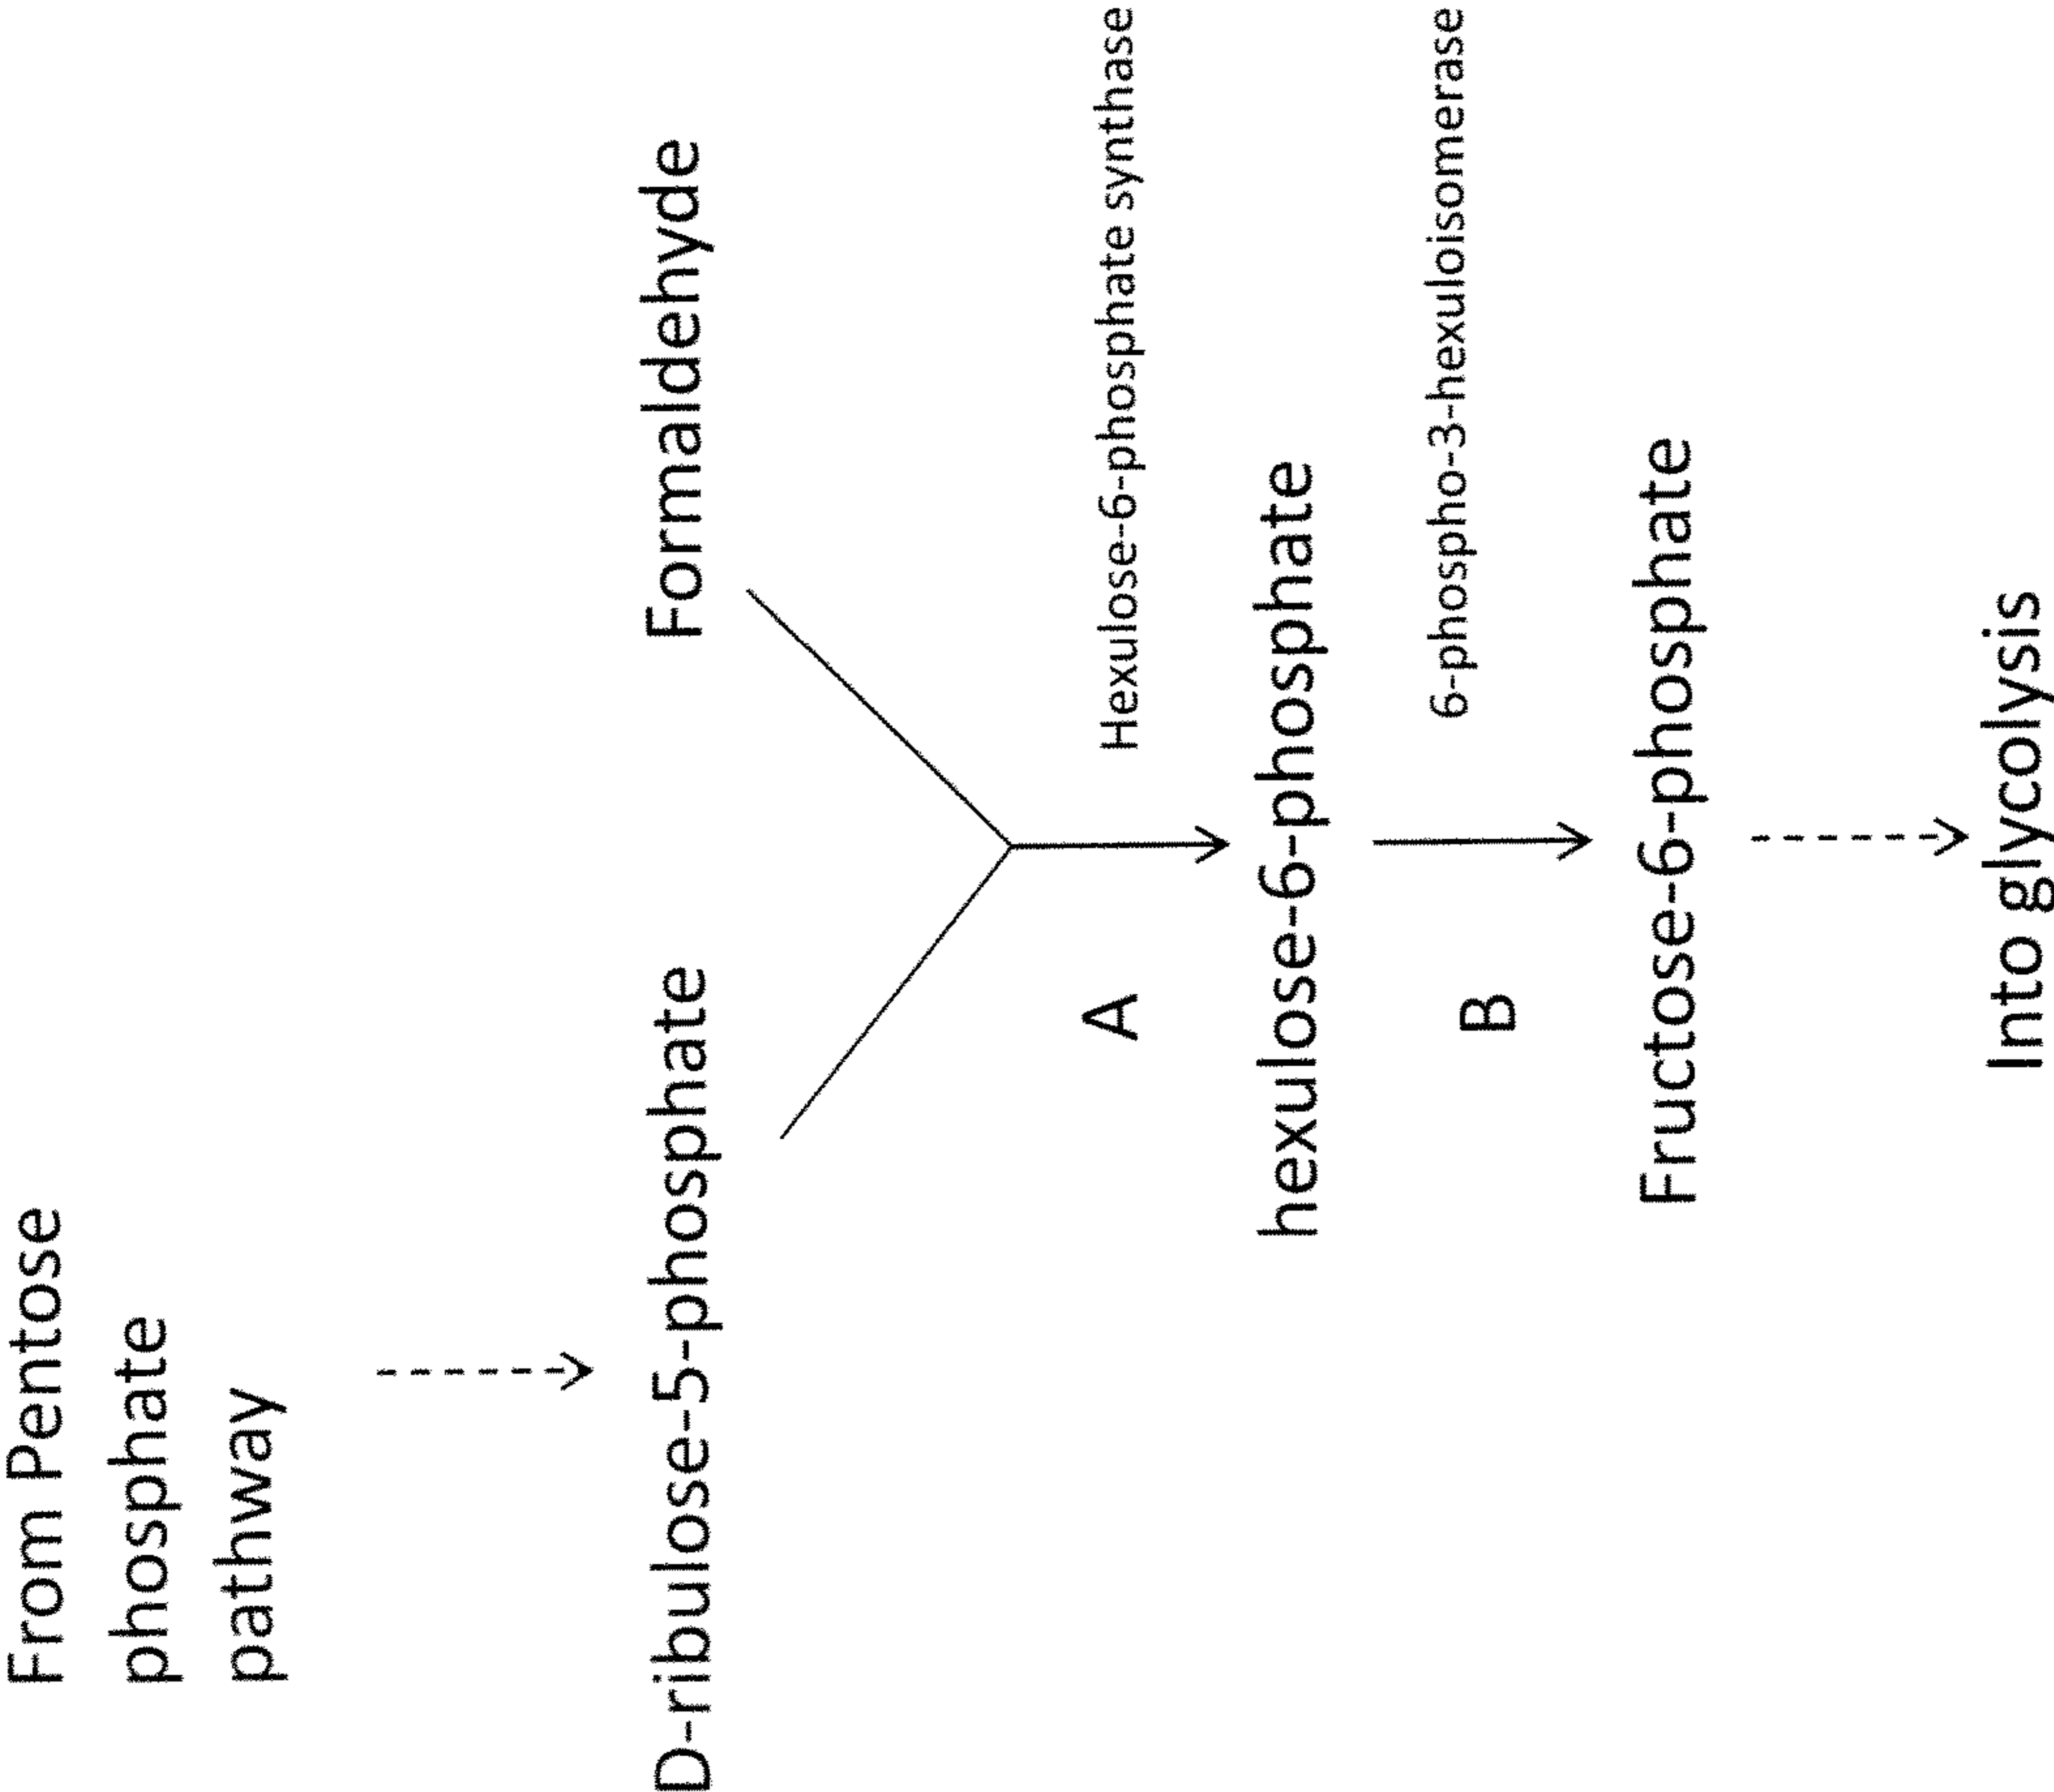 From Pentose
phosphate
pathway
D-ribulose-5-phosphate
Formaldehyde
A
Hexulose-6-phosphate synthase
hexulose-6-phosphate
B
6-phospho-3-hexuloisomerase
Fructose-6-phosphate
Into glycolysis